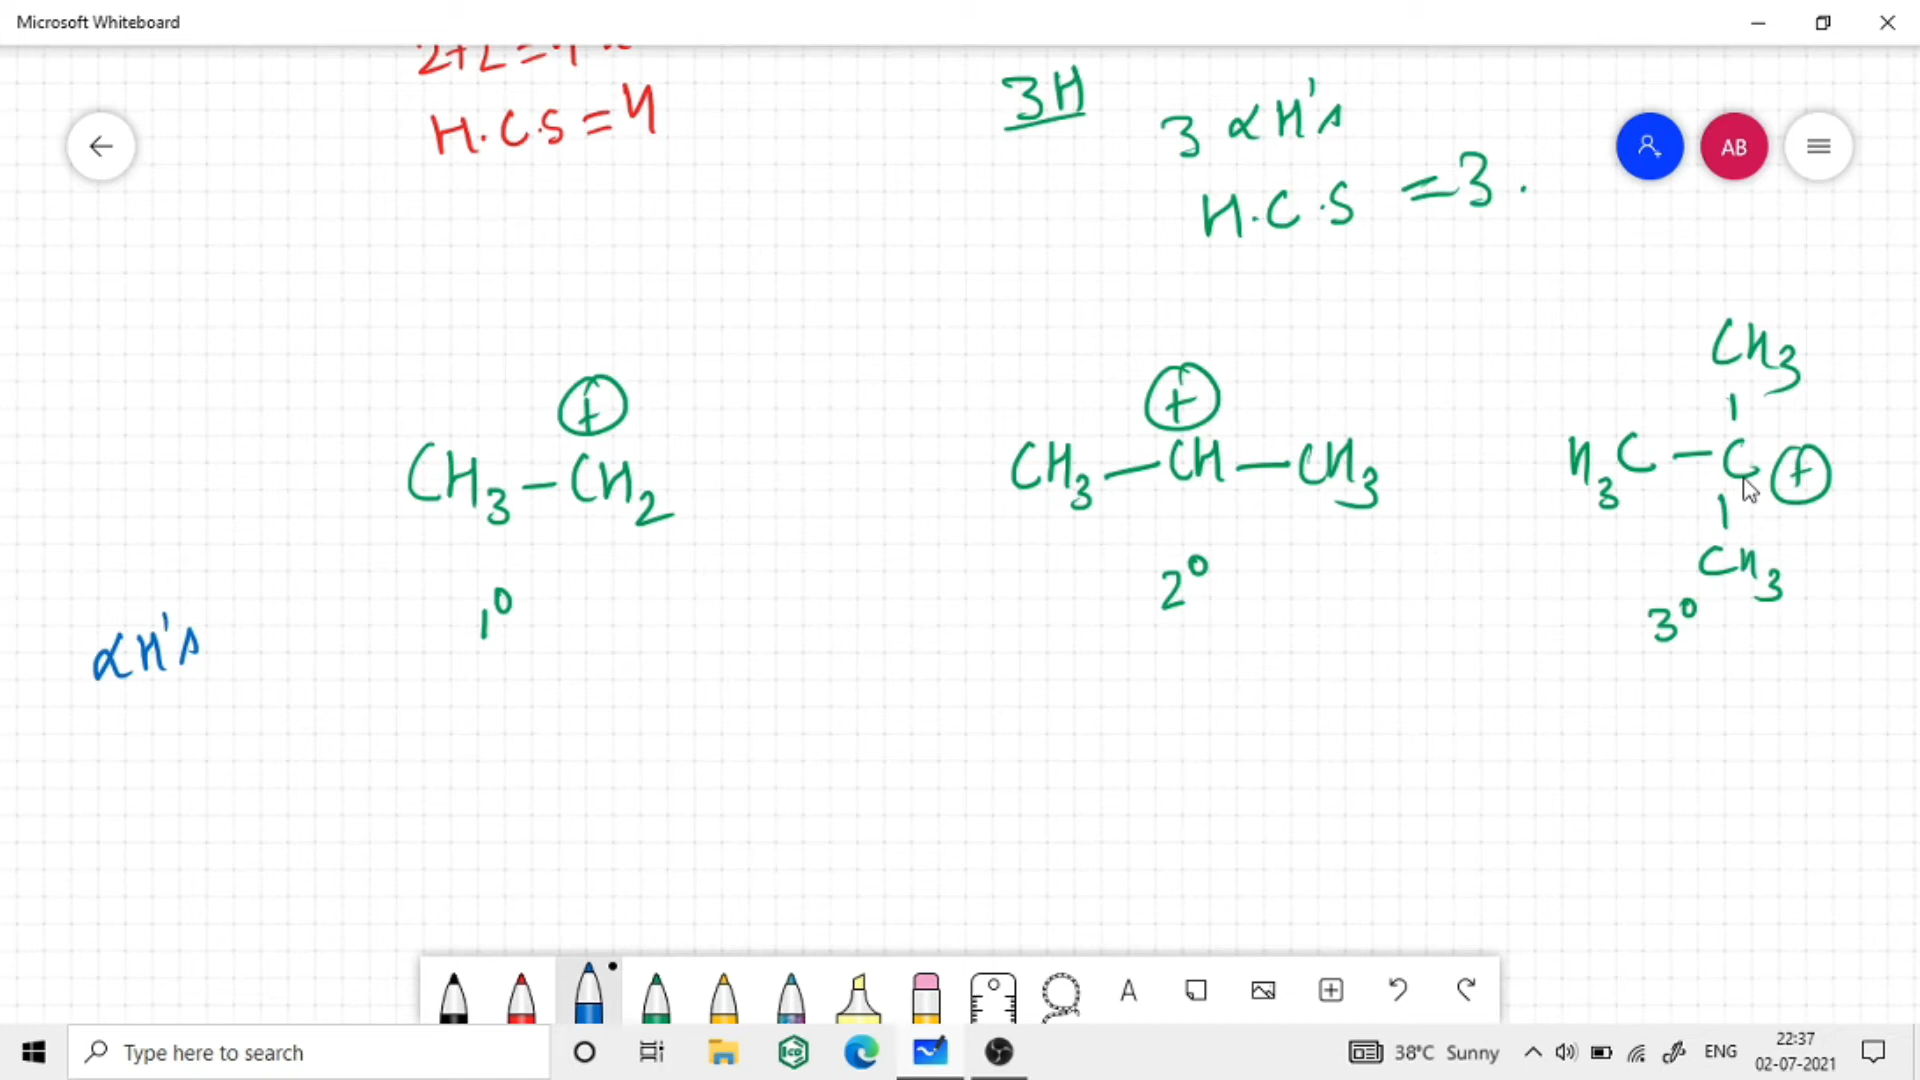 Microsoft Whiteboard
H.C.S = 4
3H
3 αH's
H.C.S = 3.
AB
CH3
CH3 – CH2
+
CH3 – CH – CH3
+
H3C – C
+
CH3
1°
2°
3°
αH's
A
Type here to search
38°C Sunny
ENG
22:37
02-07-2021